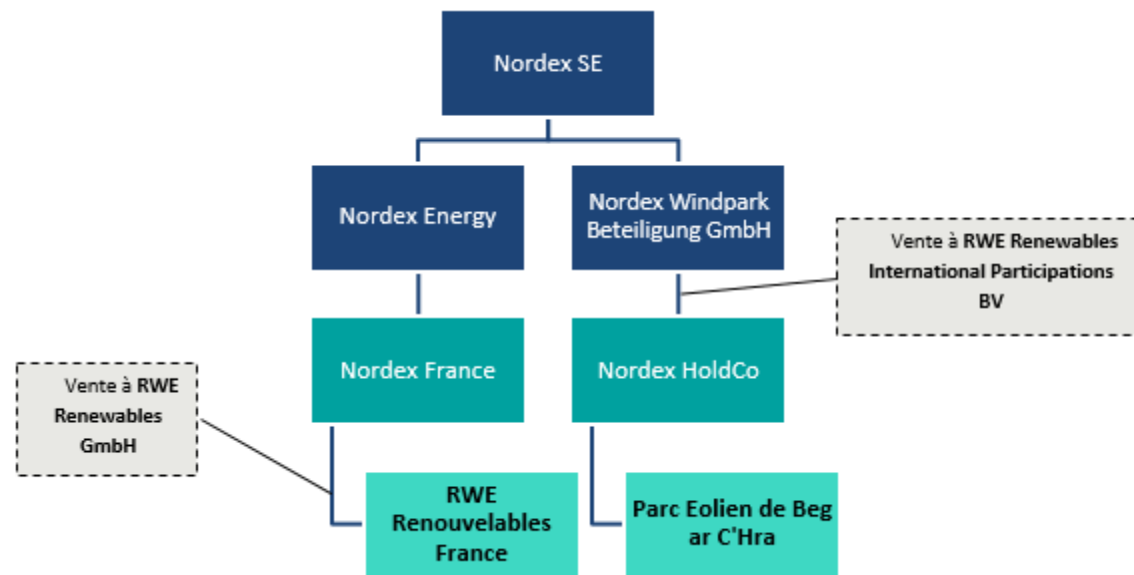 Nordex SE
Nordex Energy
Nordex Windpark
Beteiligung GmbH
Vente à RWE Renewables
International Participations
BV
Nordex France
Nordex HoldCo
Vente à RWE
Renewables
GmbH
RWE
Renouvelables
France
Parc Eolien de Beg
ar C'Hra